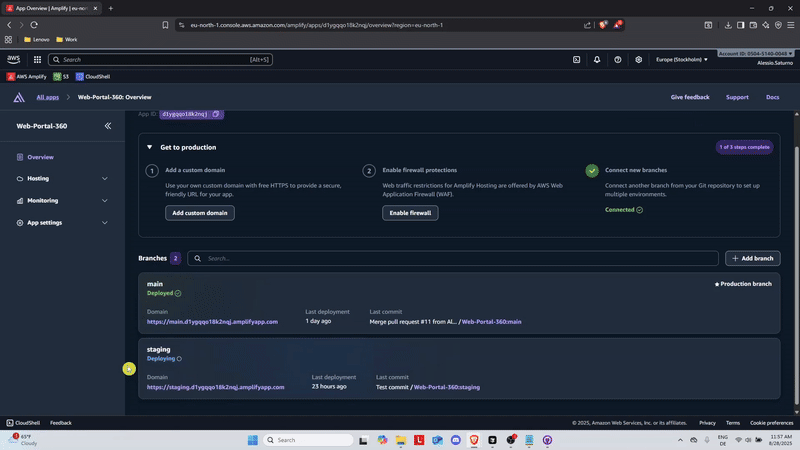 App Overview | Amplify | eu-nort
eu-north-1.console.aws.amazon.com/amplify/apps/d1ygqqo18k2nqj/overview?region=eu-north-1
Lenovo
Work
aws
Search
[Alt+S]
Europe (Stockholm)
Account ID: 0504-5140-0048
Alessio.Saturno
AWS Amplify
S3
CloudShell
All apps
Web-Portal-360: Overview
Give feedback
Support
Docs
Web-Portal-360
Overview
Hosting
Monitoring
App settings
App ID: d1ygqqo18k2nqj
Get to production
1 of 3 steps complete
1
Add a custom domain
Use your own custom domain with free HTTPS to provide a secure,
friendly URL for your app.
Add custom domain
2
Enable firewall protections
Web traffic restrictions for Amplify Hosting are offered by AWS Web
Application Firewall (WAF).
Enable firewall
Connect new branches
Connect another branch from your Git repository to set up
multiple environments.
Connected
Branches 2
Search...
Add branch
main
Deployed
Production branch
Domain
https://main.d1ygqqo18k2nqj.amplifyapp.com
Last deployment
1 day ago
Last commit
Merge pull request #11 from Al... / Web-Portal-360:main
staging
Deploying
Domain
https://staging.d1ygqqo18k2nqj.amplifyapp.com
Last deployment
23 hours ago
Last commit
Test commit / Web-Portal-360:staging
CloudShell
Feedback
© 2025, Amazon Web Services, Inc. or its affiliates.
Privacy
Terms
Cookie preferences
65°F
Cloudy
Search
ENG
DE
11:57 AM
8/28/2025